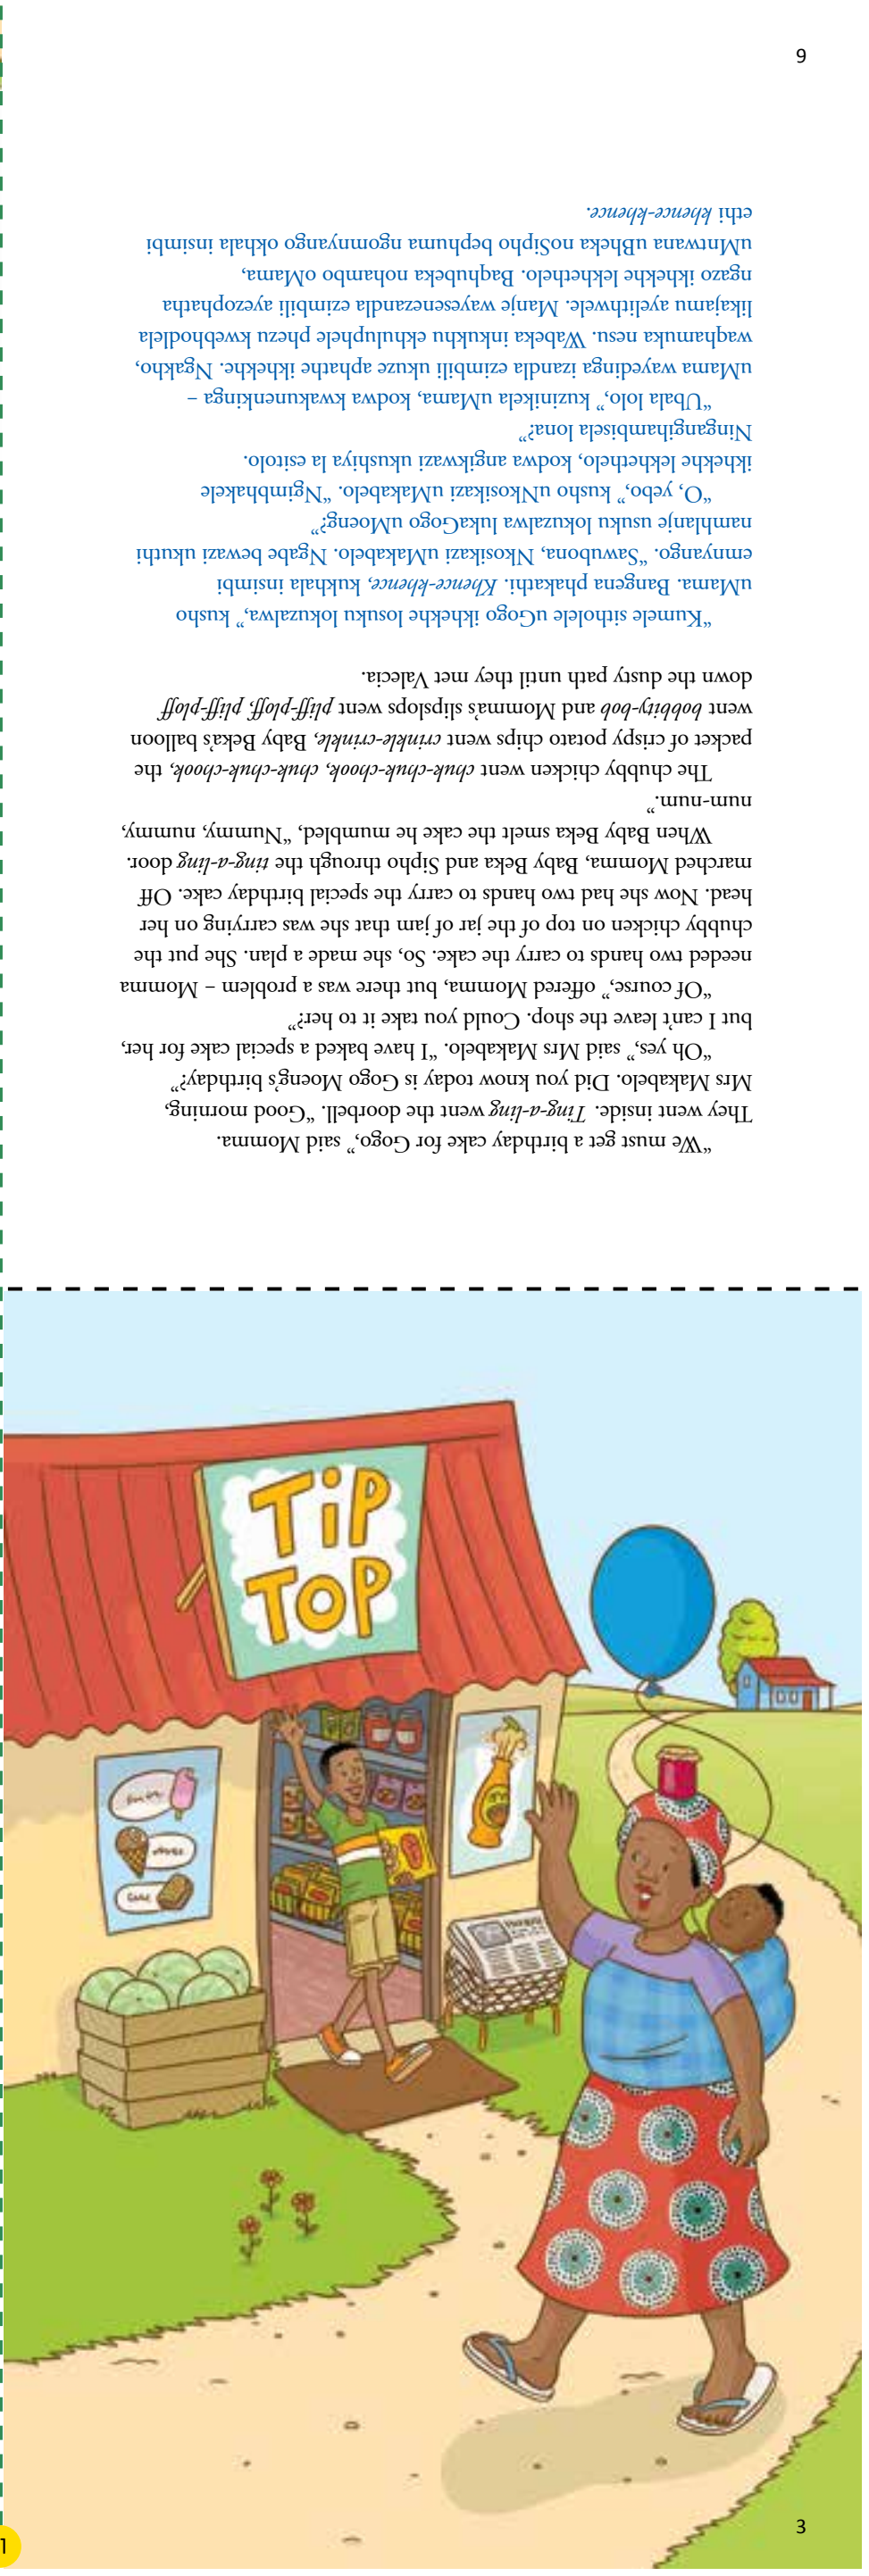 “We must get a birthday cake for Gogo,” said Momma.
They went inside. Ting-a-ling went the doorbell. “Good morning,
Mrs Makabelo. Did you know today is Gogo Moeng’s birthday?”
“Oh yes,” said Mrs Makabelo. “I have baked a special cake for her,
but I can’t leave the shop. Could you take it to her?”
“Of course,” offered Momma, but there was a problem – Momma
needed two hands to carry the cake. So, she made a plan. She put the
chubby chicken on top of the jar of jam that she was carrying on her
head. Now she had two hands to carry the special birthday cake. Off
marched Momma, Baby Beka and Sipho through the ting-a-ling door.
When Baby Beka smelt the cake he mumbled, “Nummy, nummy,
num-num.”
The chubby chicken went chuk-chuk-chook, chuk-chuk-chook, the
packet of crispy potato chips went crinkle-crinkle, Baby Beka’s balloon
went bobbity-bob and Momma’s slipslops went pliff-ploff, pliff-ploff
down the dusty path until they met Valecia.
“Kumele sitholele uGogo ikhekhe losuku lokuzalwa,” kusho
uMama. Bangena phakathi. Khence-khence, kukhala insimbi
emnyango. “Sawubona, Nkosikazi uMakabelo. Ngabe bewazi ukuthi
namhlanje usuku lokuzalwa lukaGogo uMoeng?”
“O, yebo,” kusho uNkosikazi uMakabelo. “Ngimbhakele
ikhekhe lekhethelo, kodwa angikwazi ukushiya la esitolo.
Ningangihambisela lona?”
“Ubala lolo,” kuzinikela uMama, kodwa kwakunenkinga –
uMama wayedinga izandla ezimbili ukuze aphathe ikhekhe. Ngakho,
waqhamuka nesu. Wabeka inkukhu ekhuluphele phezu kwebhodlela
likajamu ayelithwele. Manje wayesenezandla ezimbili ayezophatha
ngazo ikhekhe lekhethelo. Baqhubeka nohambo oMama,
uMntwana uBheka noSipho bephuma ngomnyango okhala insimbi
ethi khence-khence.
6
TiP
TOP
3
1